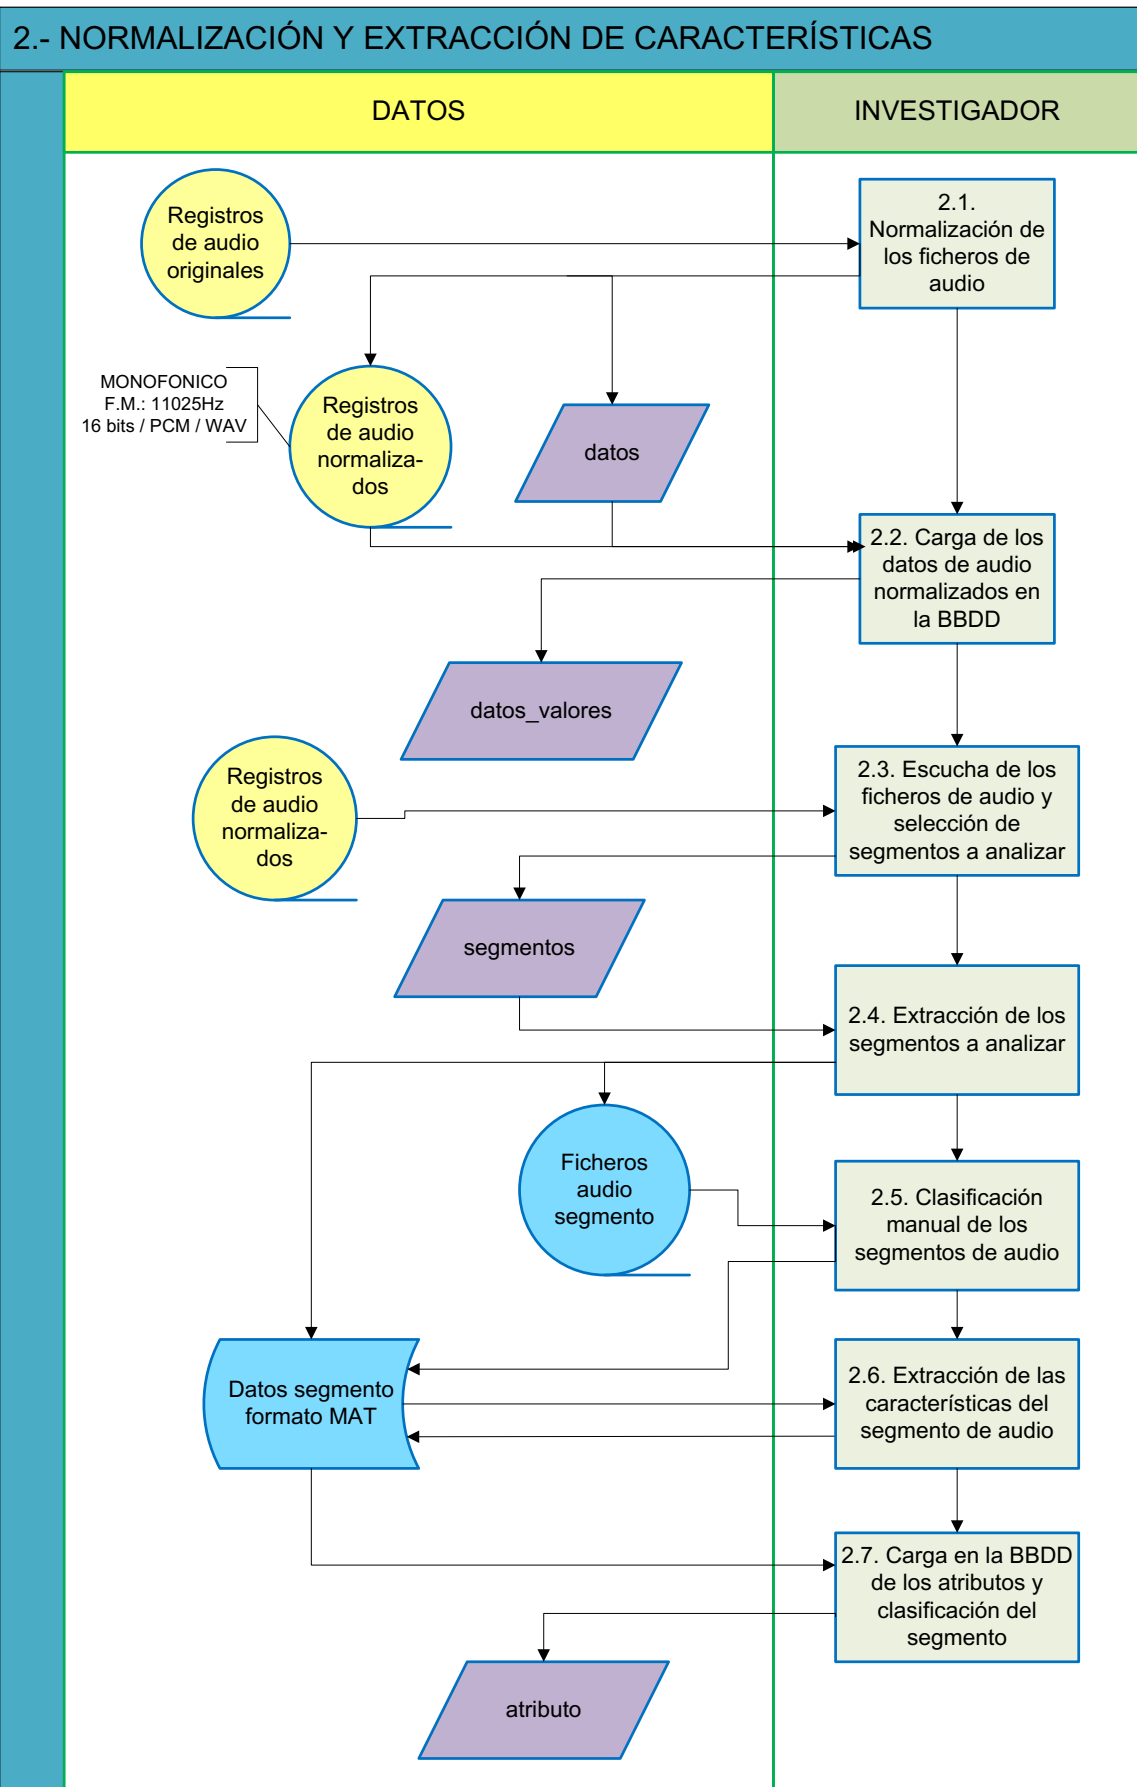 2.- NORMALIZACIÓN Y EXTRACCIÓN DE CARACTERÍSTICAS
DATOS
INVESTIGADOR
Registros
de audio
originales
2.1.
Normalización de
los ficheros de
audio
MONOFONICO
F.M.: 11025Hz
16 bits / PCM / WAV
Registros
de audio
normaliza-
dos
datos
2.2. Carga de los
datos de audio
normalizados en
la BBDD
datos_valores
Registros
de audio
normaliza-
dos
2.3. Escucha de los
ficheros de audio y
selección de
segmentos a analizar
segmentos
2.4. Extracción de los
segmentos a analizar
Ficheros
audio
segmento
2.5. Clasificación
manual de los
segmentos de audio
Datos segmento
formato MAT
2.6. Extracción de las
características del
segmento de audio
2.7. Carga en la BBDD
de los atributos y
clasificación del
segmento
atributo